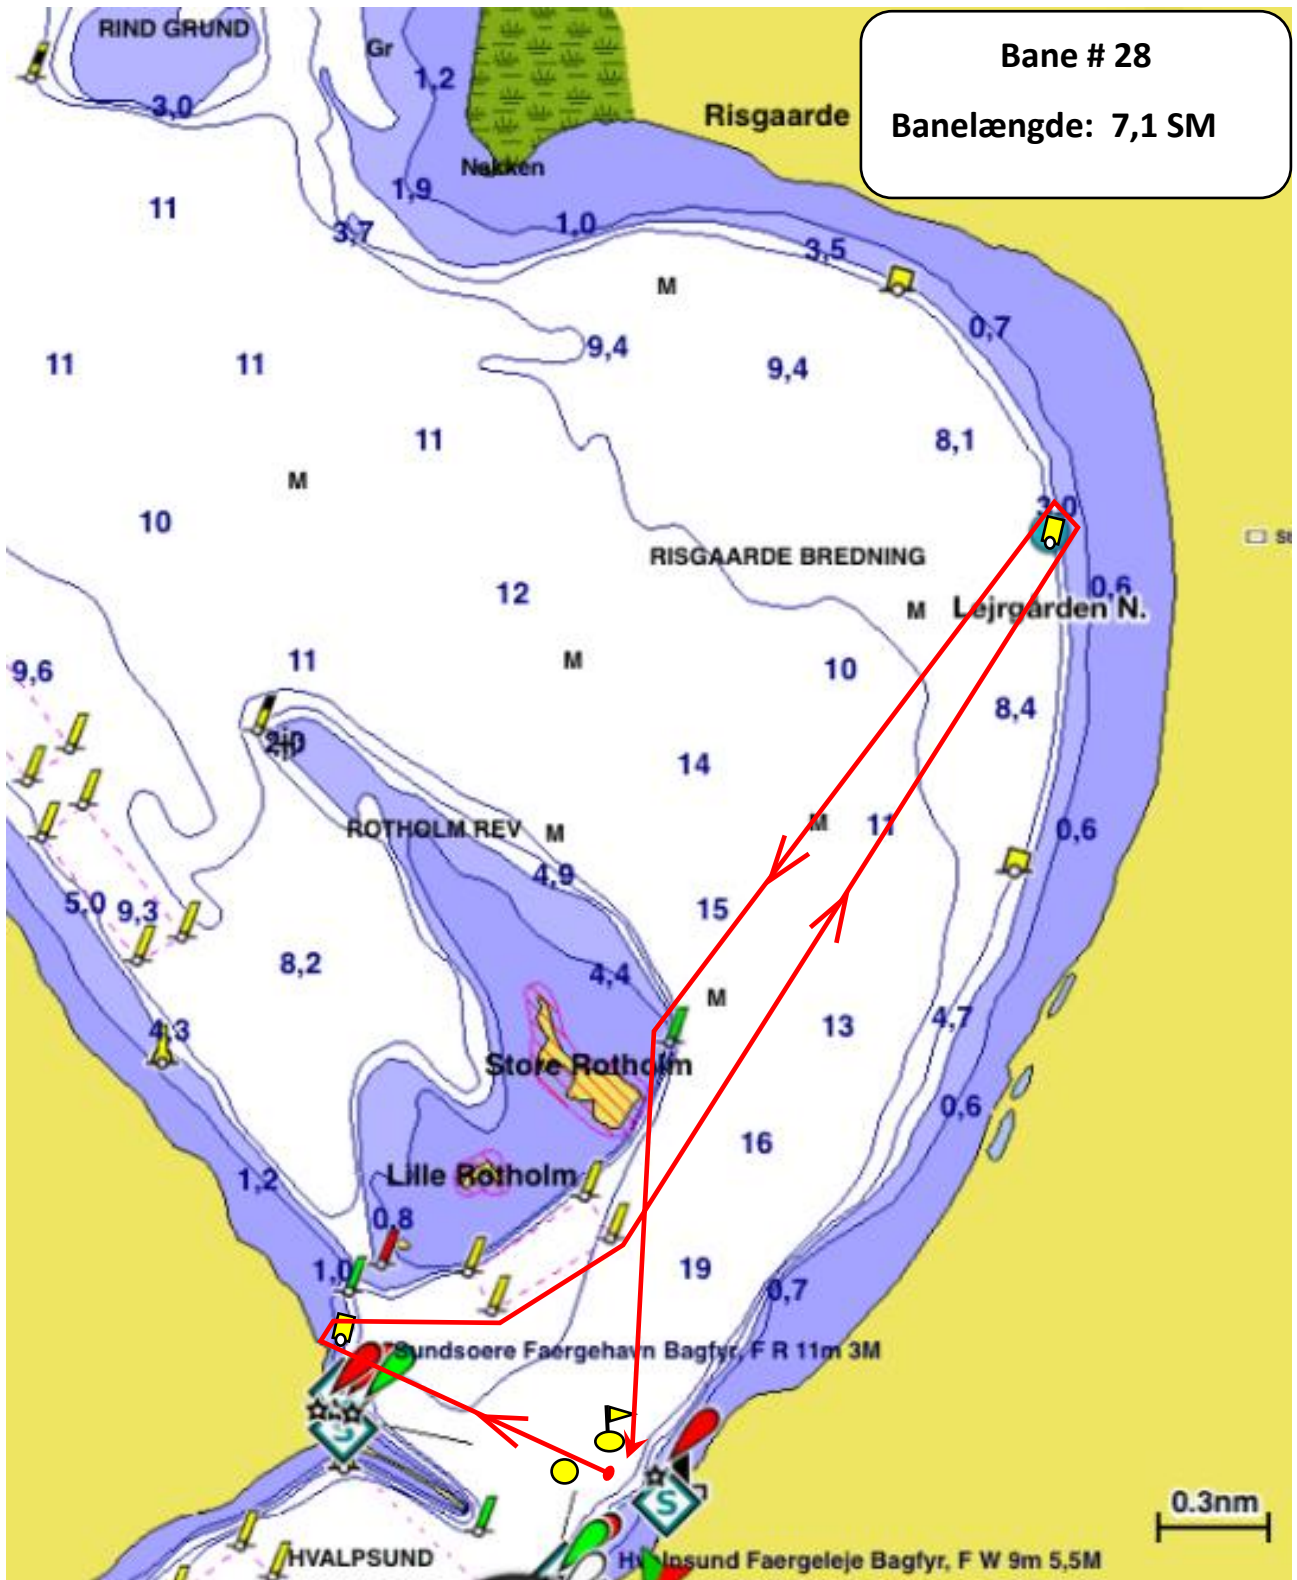 RIND GRUND
Gr
Bane # 28
Banelængde: 7,1 SM
1,2
3,0
Risgaarde
Nakken
1,9
11
3,7
1,0
3,5
M
0,7
9,4
9,4
11
11
11
8,1
M
3,0
10
RISGAARDE BREDNING
12
0,6
M
Lejrgården N.
11
M
10
9,6
8,4
2,0
14
ROTHOLM REV
M
M
11
0,6
4,9
5,0
9,3
15
8,2
4,4
M
4,3
13
4,7
Store Rotholm
0,6
16
Lille Rotholm
1,2
0,8
1,0
19
0,7
Sundsoere Faergehavn Bagfyr, F R 11m 3M
S
S
0.3nm
HVALPSUND
Hvalpsund Faergeleje Bagfyr, F W 9m 5,5M